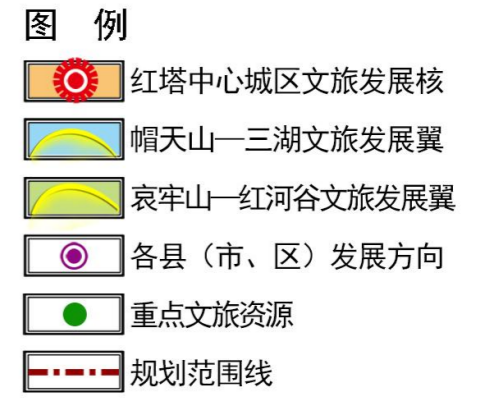 图 例
红塔中心城区文旅发展核
帽天山—三湖文旅发展翼
哀牢山—红河谷文旅发展翼
各县（市、区）发展方向
重点文旅资源
规划范围线